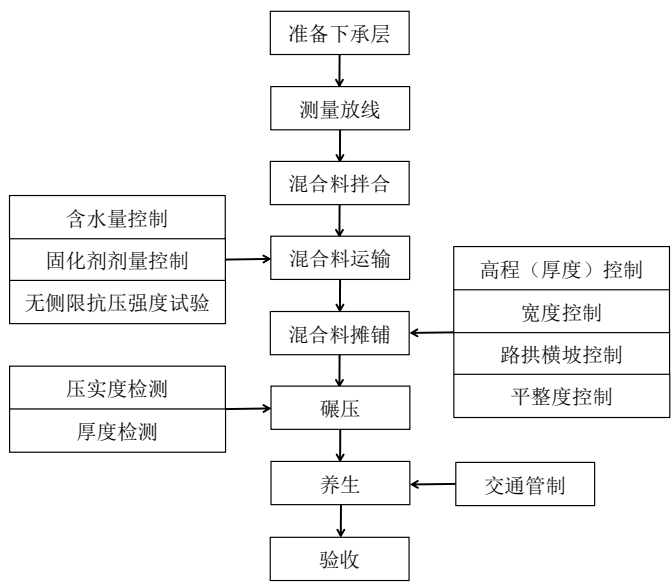 准备下承层
测量放线
混合料拌合
含水量控制
固化剂剂量控制
无侧限抗压强度试验
混合料运输
高程（厚度）控制
宽度控制
路拱横坡控制
平整度控制
混合料摊铺
压实度检测
厚度检测
碾压
养生
交通管制
验收